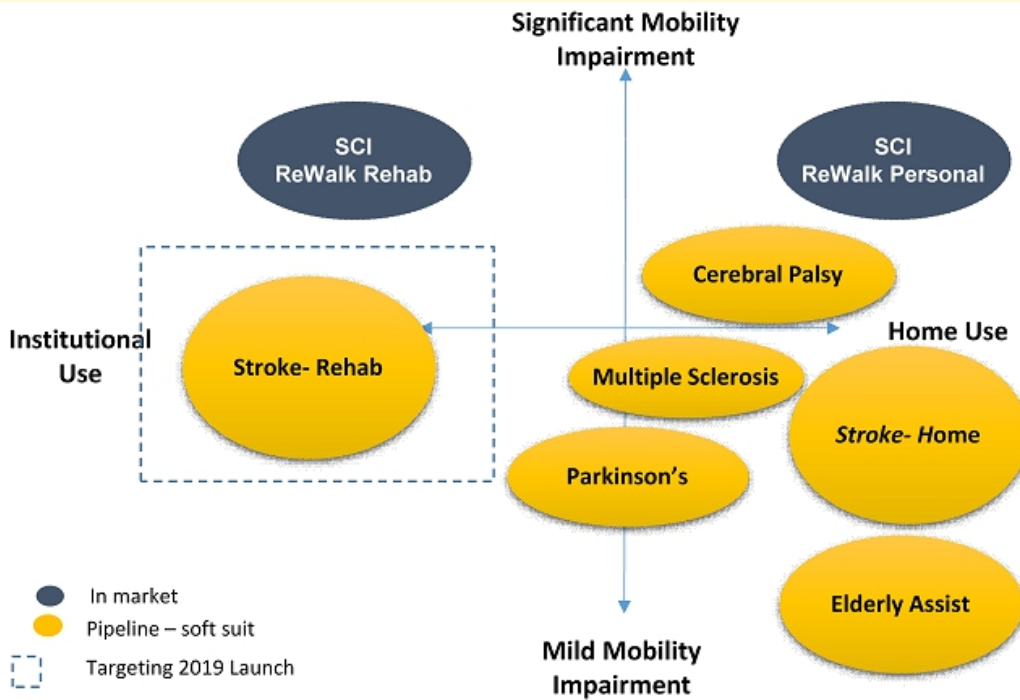 Significant Mobility
Impairment
SCI
ReWalk Rehab
SCI
ReWalk Personal
Cerebral Palsy
Institutional
Use
Home Use
Stroke- Rehab
Multiple Sclerosis
Stroke- Home
Parkinson's
Elderly Assist
In market
Pipeline – soft suit
Targeting 2019 Launch
Mild Mobility
Impairment